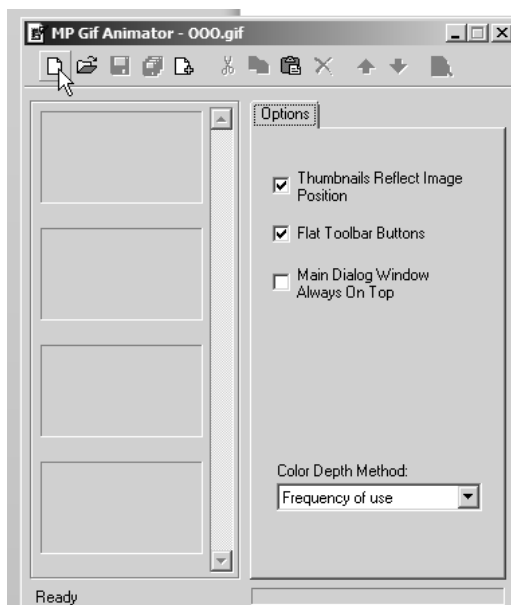 MP Gif Animator - 000.gif
Options
Thumbnails Reflect Image
Position
Flat Toolbar Buttons
Main Dialog Window
Always On Top
Color Depth Method:
Frequency of use
Ready